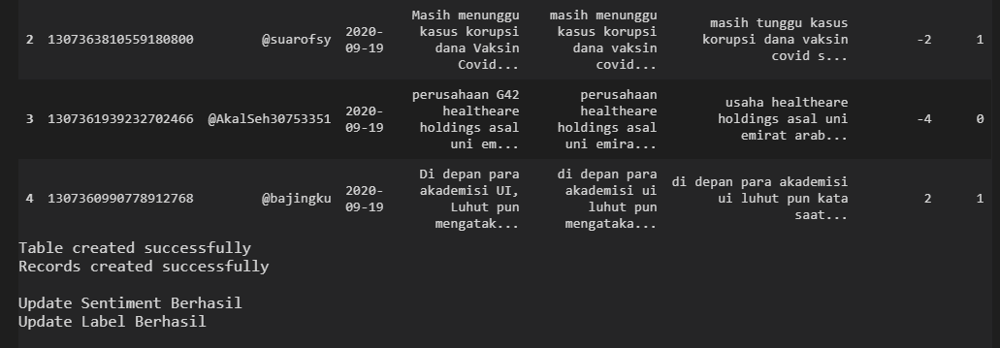 2
1307363810559180800
@suarofsy
2020-
09-19
Masih menunggu
kasus korupsi
dana Vaksin
Covid...
masih menunggu
kasus korupsi
dana vaksin
covid...
masih tunggu kasus
korupsi dana vaksin
covid s...
-2
1
3
1307361939232702466
@AkalSeh30753351
2020-
09-19
perusahaan G42
healtheare
holdings asal
uni em...
perusahaan
healtheare
holdings asal
uni emira...
usaha healtheare
holdings asal uni
emirat arab...
-4
0
4
1307360990778912768
@bajingku
2020-
09-19
Di depan para
akademisi UI,
Luhut pun
mengatak...
di depan para
akademisi ui
luhut pun
mengataka...
di depan para akademisi
ui luhut pun kata
saat...
2
1
Table created successfully
Records created successfully
Update Sentiment Berhasil
Update Label Berhasil